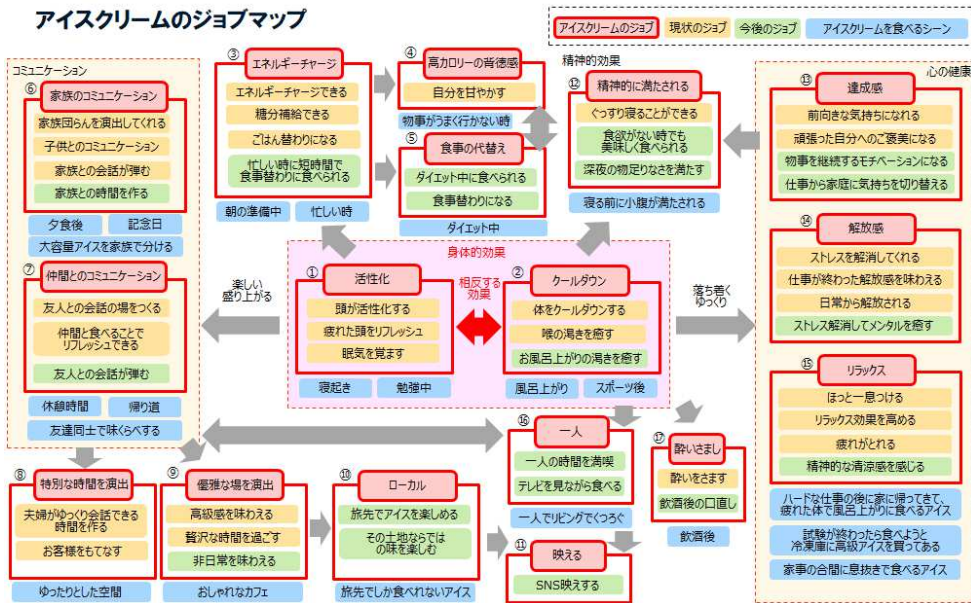 アイスクリームのジョブマップ
アイスクリームのジョブ
現状のジョブ
今後のジョブ
アイスクリームを食べるシーン
コミュニケーション
⑥
家族のコミュニケーション
家族団らんを演出してくれる
子供とのコミュニケーション
家族との会話が弾む
家族との時間を作る
夕食後
記念日
大容量アイスを家族で分ける
⑦
仲間とのコミュニケーション
友人との会話の場をつくる
仲間と食べることで
リフレッシュできる
友人との会話が弾む
休憩時間
帰り道
友達同士で味くらべする
③
エネルギーチャージ
エネルギーチャージできる
糖分補給できる
ごはん替わりになる
忙しい時に短時間で
食事替わりに食べられる
朝の準備中
忙しい時
④
高カロリーの背徳感
自分を甘やかす
物事がうまく行かない時
⑤
食事の代替え
ダイエット中に食べられる
食事替わりになる
ダイエット中
精神的効果
⑫
精神的に満たされる
ぐっすり寝ることができる
食欲がない時でも
美味しく食べられる
深夜の物足りなさを満たす
寝る前に小腹が満たされる
心の健康
⑬
達成感
前向きな気持ちになれる
頑張った自分へのご褒美になる
物事を継続するモチベーションになる
仕事から家庭に気持ちを切り替える
⑭
解放感
ストレスを解消してくれる
仕事が終わった解放感を味わえる
日常から解放される
ストレス解消してメンタルを癒す
⑮
リラックス
ほっと一息つける
リラックス効果を高める
疲れがとれる
精神的な清涼感を感じる
ハードな仕事の後に家に帰ってきて、
疲れた体で風呂上がりに食べるアイス
試験が終わったら食べようと
冷凍庫に高級アイスを買ってある
家事の合間に息抜きで食べるアイス
身体的効果
①
活性化
頭が活性化する
疲れた頭をリフレッシュ
眠気を覚ます
寝起き
勉強中
相反する
効果
②
クールダウン
体をクールダウンする
喉の渇きを癒す
お風呂上がりの渇きを癒す
風呂上がり
スポーツ後
楽しい
盛り上がる
落ち着く
ゆっくり
⑧
特別な時間を演出
夫婦がゆっくり会話できる
時間を作る
お客様をもてなす
ゆったりとした空間
⑨
優雅な場を演出
高級感を味わえる
贅沢な時間を過ごす
非日常を味わえる
おしゃれなカフェ
⑩
ローカル
旅先でアイスを楽しめる
その土地ならでは
の味を楽しむ
旅先でしか食べれないアイス
⑯
一人
一人の時間を満喫
テレビを見ながら食べる
一人でリビングでくつろぐ
⑪
映える
SNS映えする
⑰
酔いさまし
酔いをさます
飲酒後の口直し
飲酒後